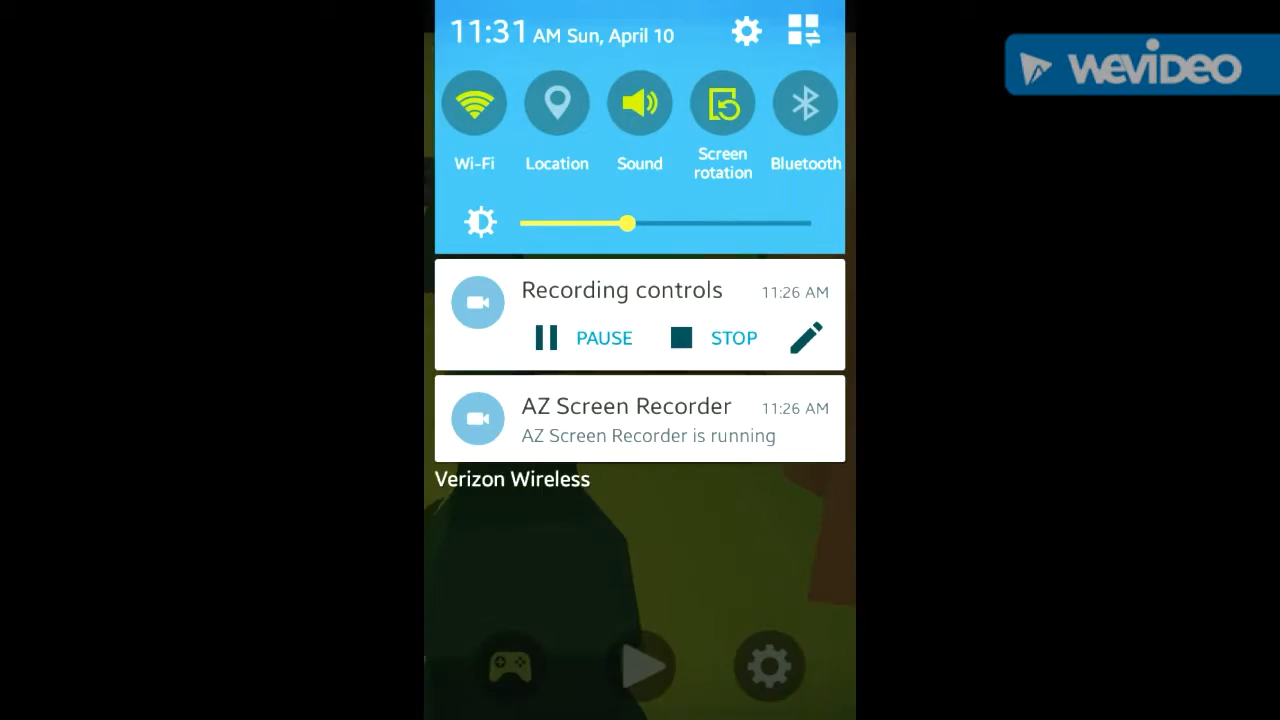 11:31 AM Sun, April 10
WEVIDEO
Wi-Fi
Location
Sound
Screen
rotation
Bluetooth
Recording controls
11:26 AM
PAUSE
STOP
AZ Screen Recorder
11:26 AM
AZ Screen Recorder is running
Verizon Wireless